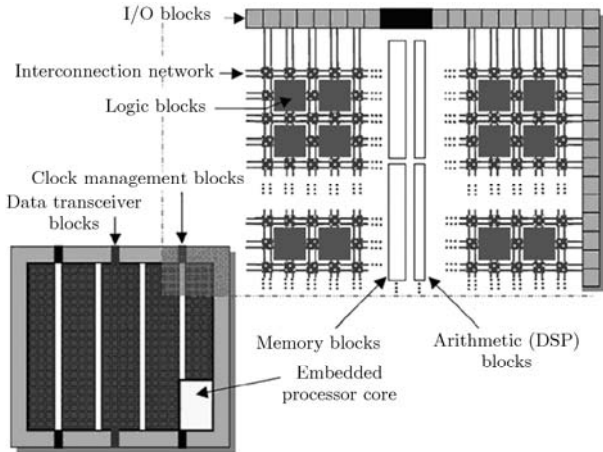 I/O blocks
Interconnection network
Logic blocks
Clock management blocks
Data transceiver
blocks
Memory blocks
Arithmetic (DSP)
blocks
Embedded
processor core